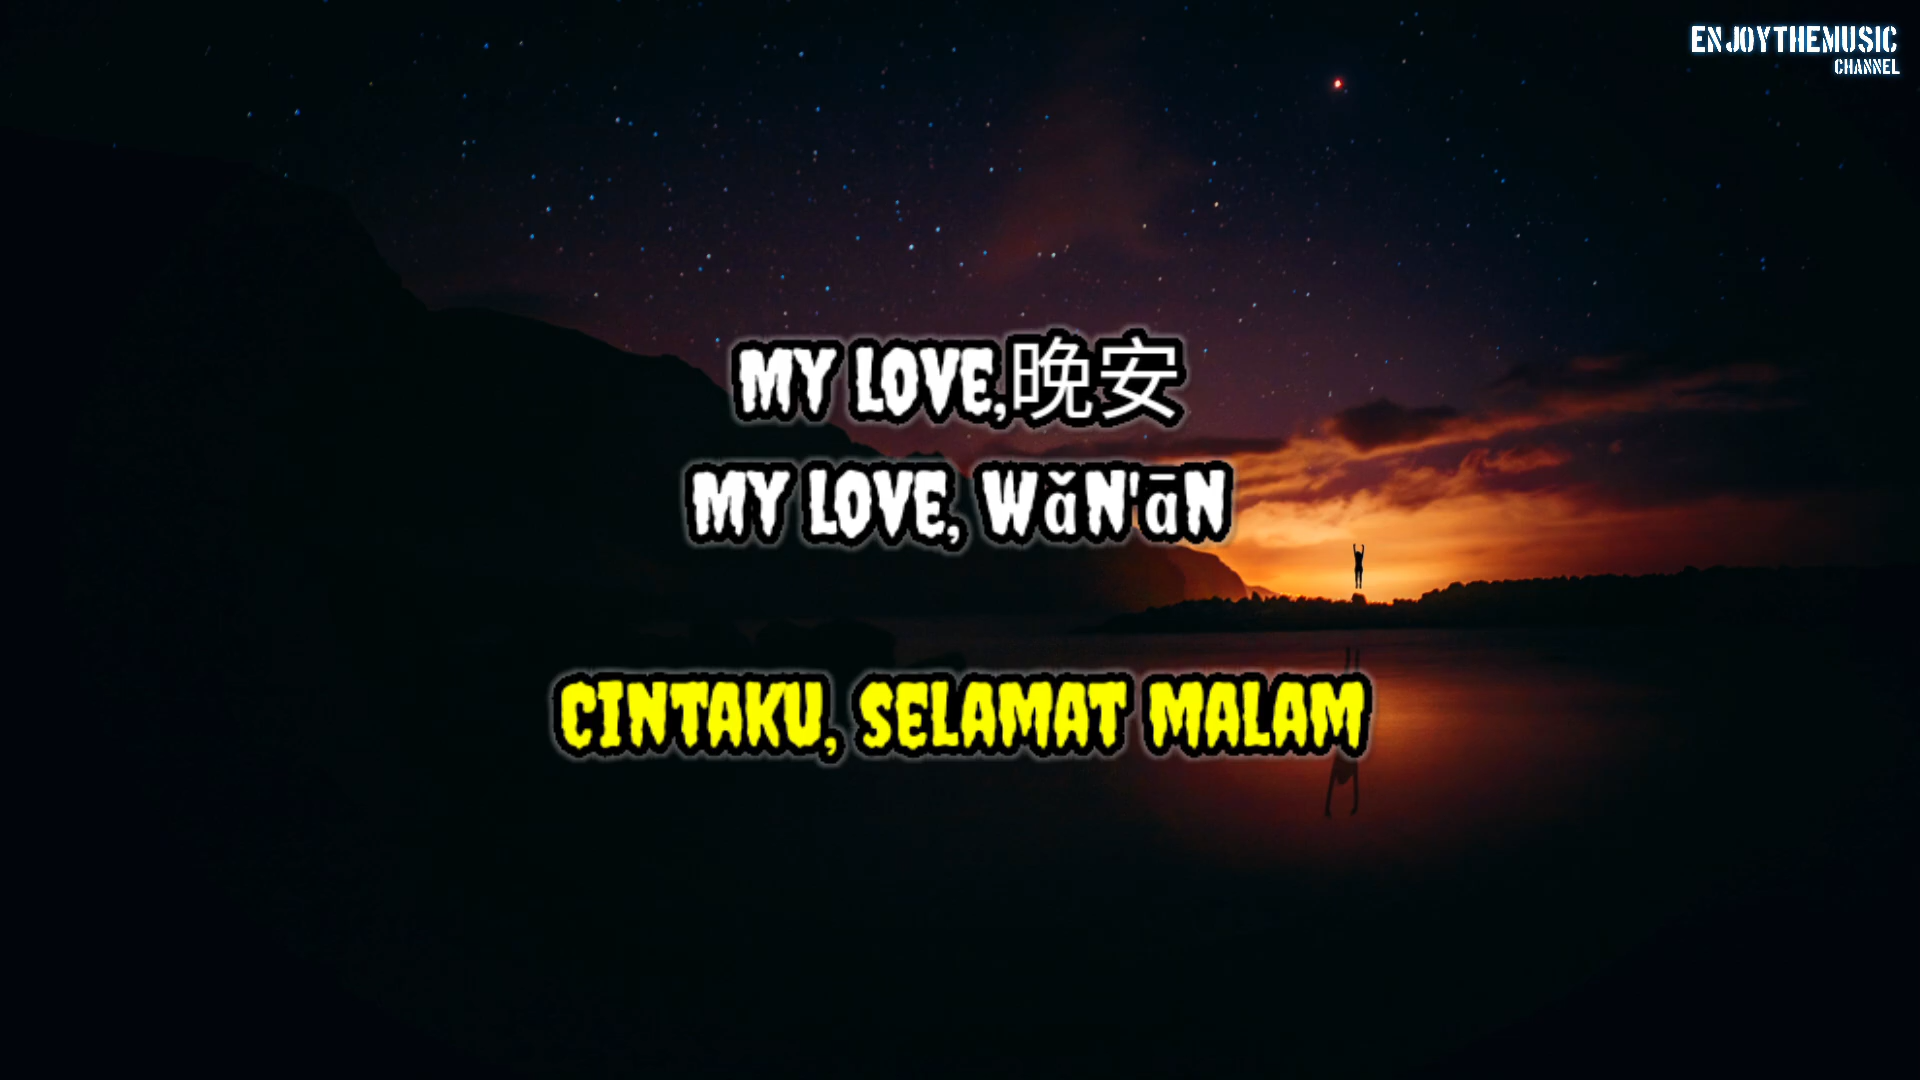 ENJOYTHEMUSIC
CHANNEL
MY LOVE,晚安
MY LOVE, WǎN'āN
CINTAKU, SELAMAT MALAM